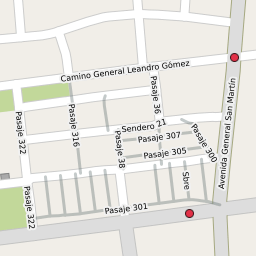 Camino General Leandro Gómez
Pasaje 36
Avenida General San Martín
Pasaje 322
Pasaje 316
Sendero 21
Pasaje 307
Pasaje 300
Pasaje 38
Pasaje 305
Sbre
Pasaje 322
Pasaje 301